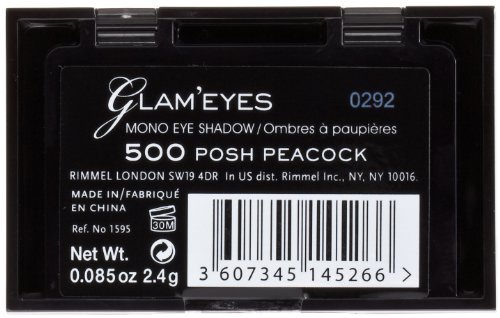 GLAM'EYES 0292
MONO EYE SHADOW/Ombres à paupières
500 POSH PEACOCK
RIMMEL LONDON SW19 4DR In US dist. Rimmel Inc., NY, NY 10016.
MADE IN/FABRIQUÉ
EN CHINA
Ref. No 1595
30M
Net Wt.
0.085 oz 2.4g
3 607345 145266 >